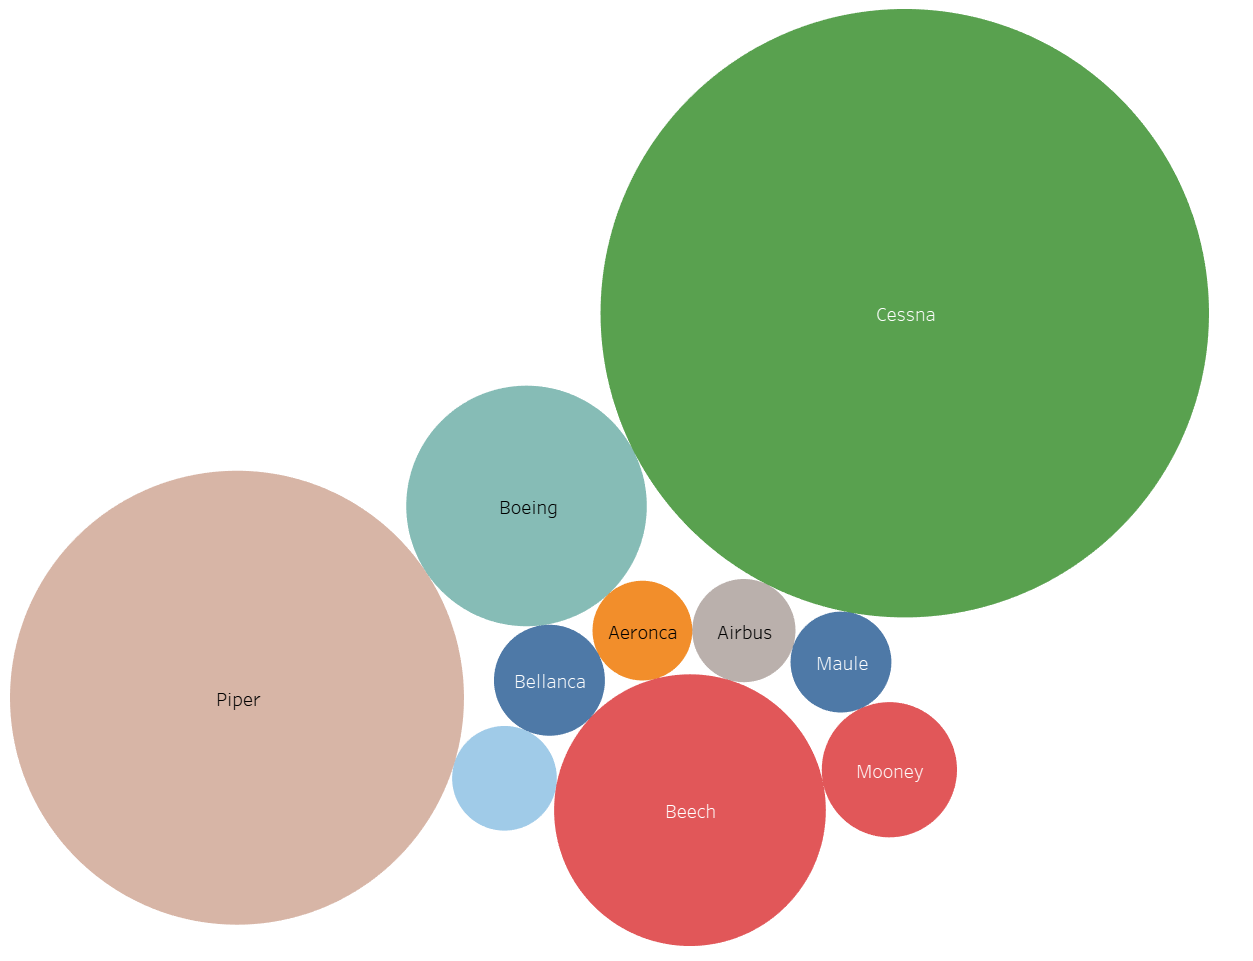 Cessna
Boeing
Aeronca
Airbus
Maule
Bellanca
Piper
Mooney
Beech